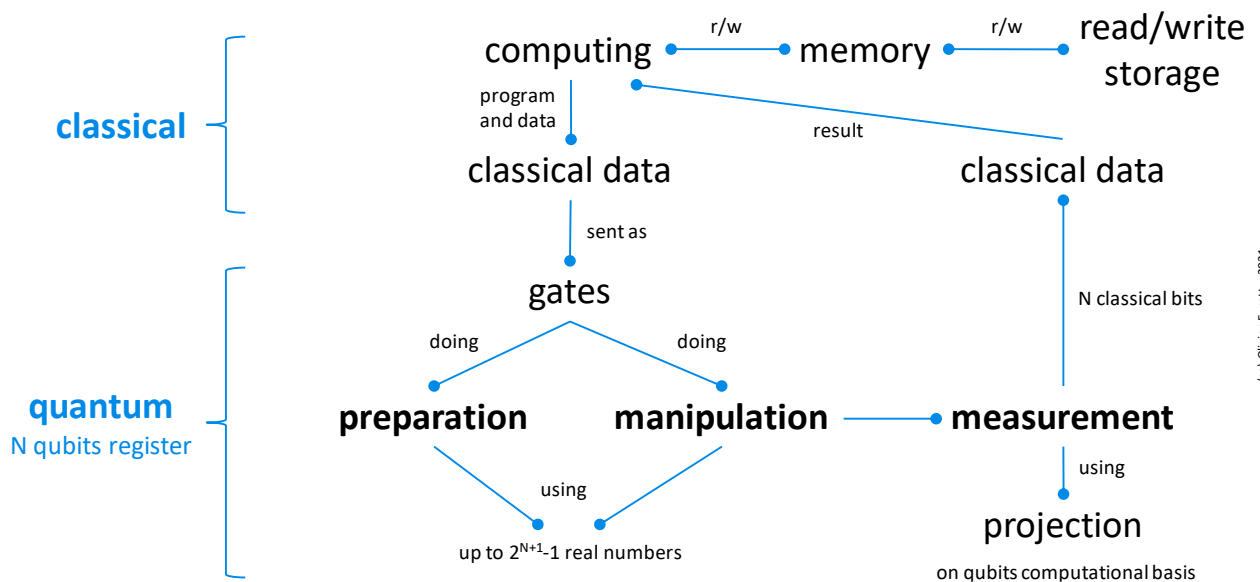 r/w
r/w
read/write
storage
computing
memory
program
and data
result
classical
classical data
classical data
sent as
gates
N classical bits
doing
doing
quantum
N qubits register
preparation
manipulation
measurement
using
using
projection
up to 2^{N+1}-1 real numbers
on qubits computational basis